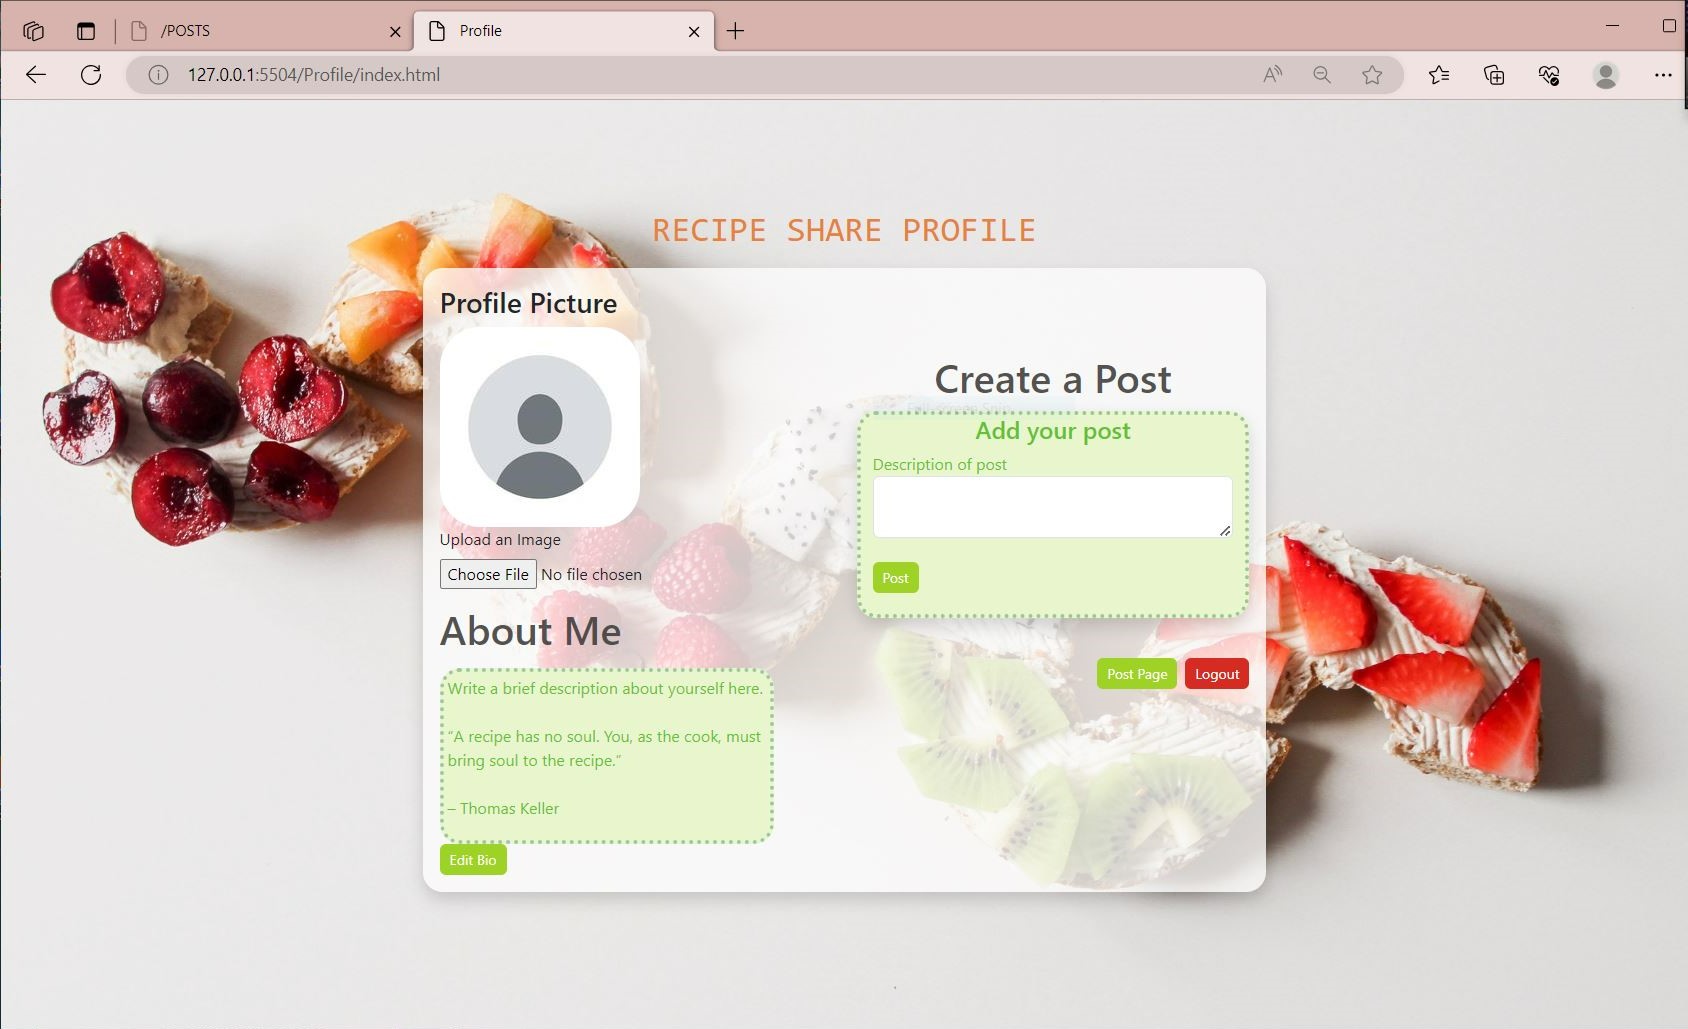 /POSTS
Profile
127.0.0.1:5504/Profile/index.html
RECIPE SHARE PROFILE
Profile Picture
Upload an Image
Choose File No file chosen
About Me
Write a brief description about yourself here.
“A recipe has no soul. You, as the cook, must
bring soul to the recipe.”
– Thomas Keller
Edit Bio
Create a Post
Full-screen Snip
Add your post
Description of post
Post
Post Page
Logout